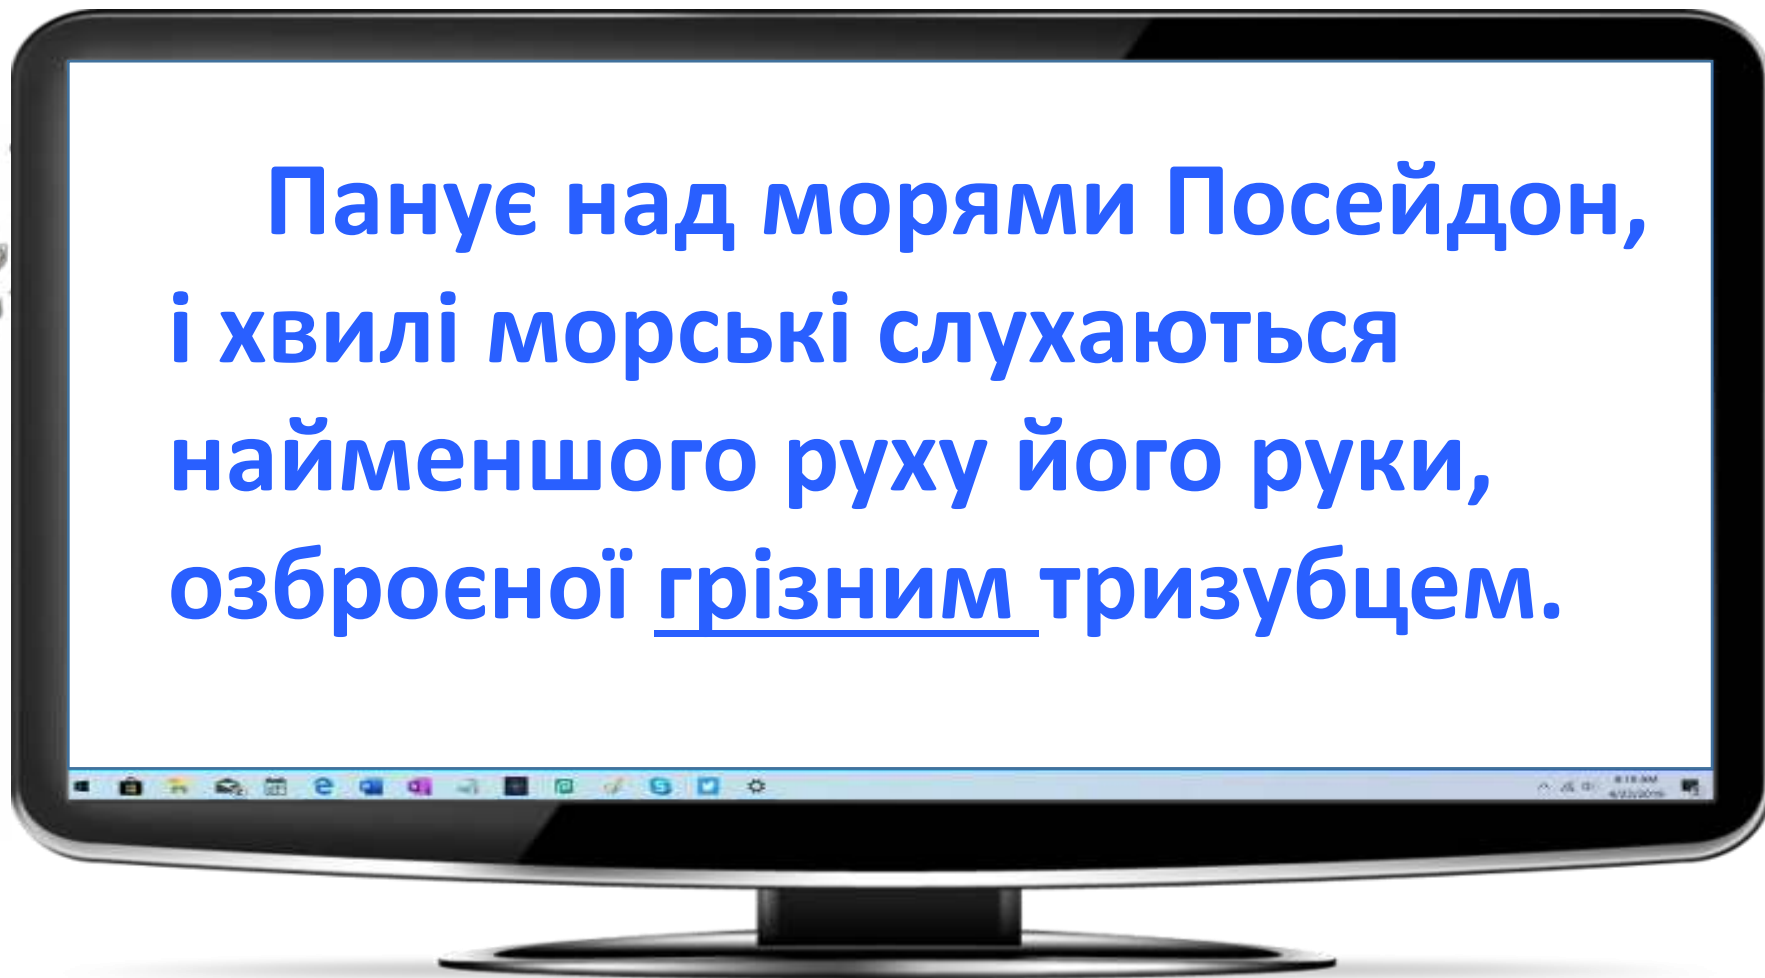 Панує над морями Посейдон,
і хвилі морські слухаються
найменшого руху його руки,
озброєної грізним тризубцем.